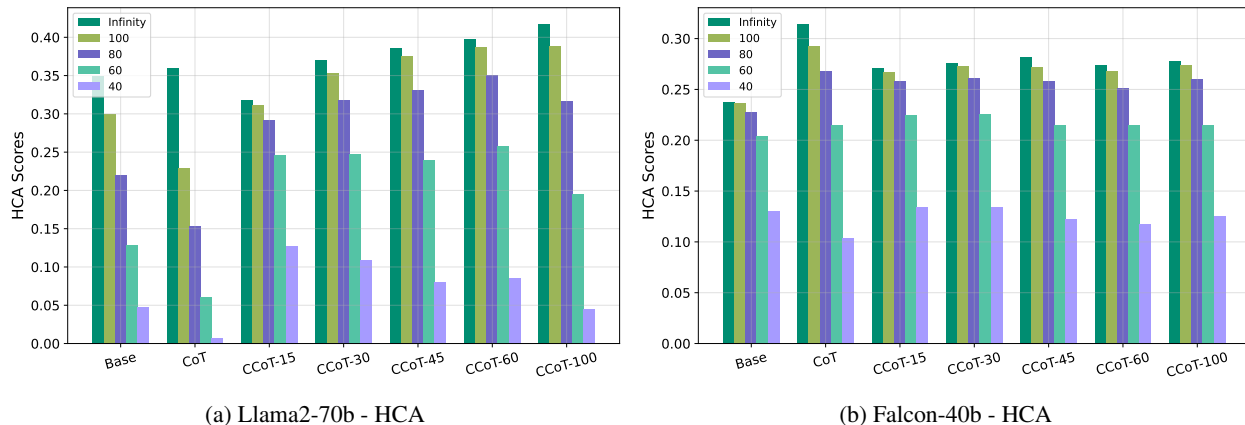 HCA Scores
0.40
0.35
0.30
0.25
0.20
0.15
0.10
0.05
0.00
Infinity
100
80
60
40
Base
CoT
CCoT-15
CCoT-30
CCoT-45
CCoT-60
CCoT-100
(a) Llama2-70b - HCA
HCA Scores
0.30
0.25
0.20
0.15
0.10
0.05
0.00
Infinity
100
80
60
40
Base
CoT
CCoT-15
CCoT-30
CCoT-45
CCoT-60
CCoT-100
(b) Falcon-40b - HCA